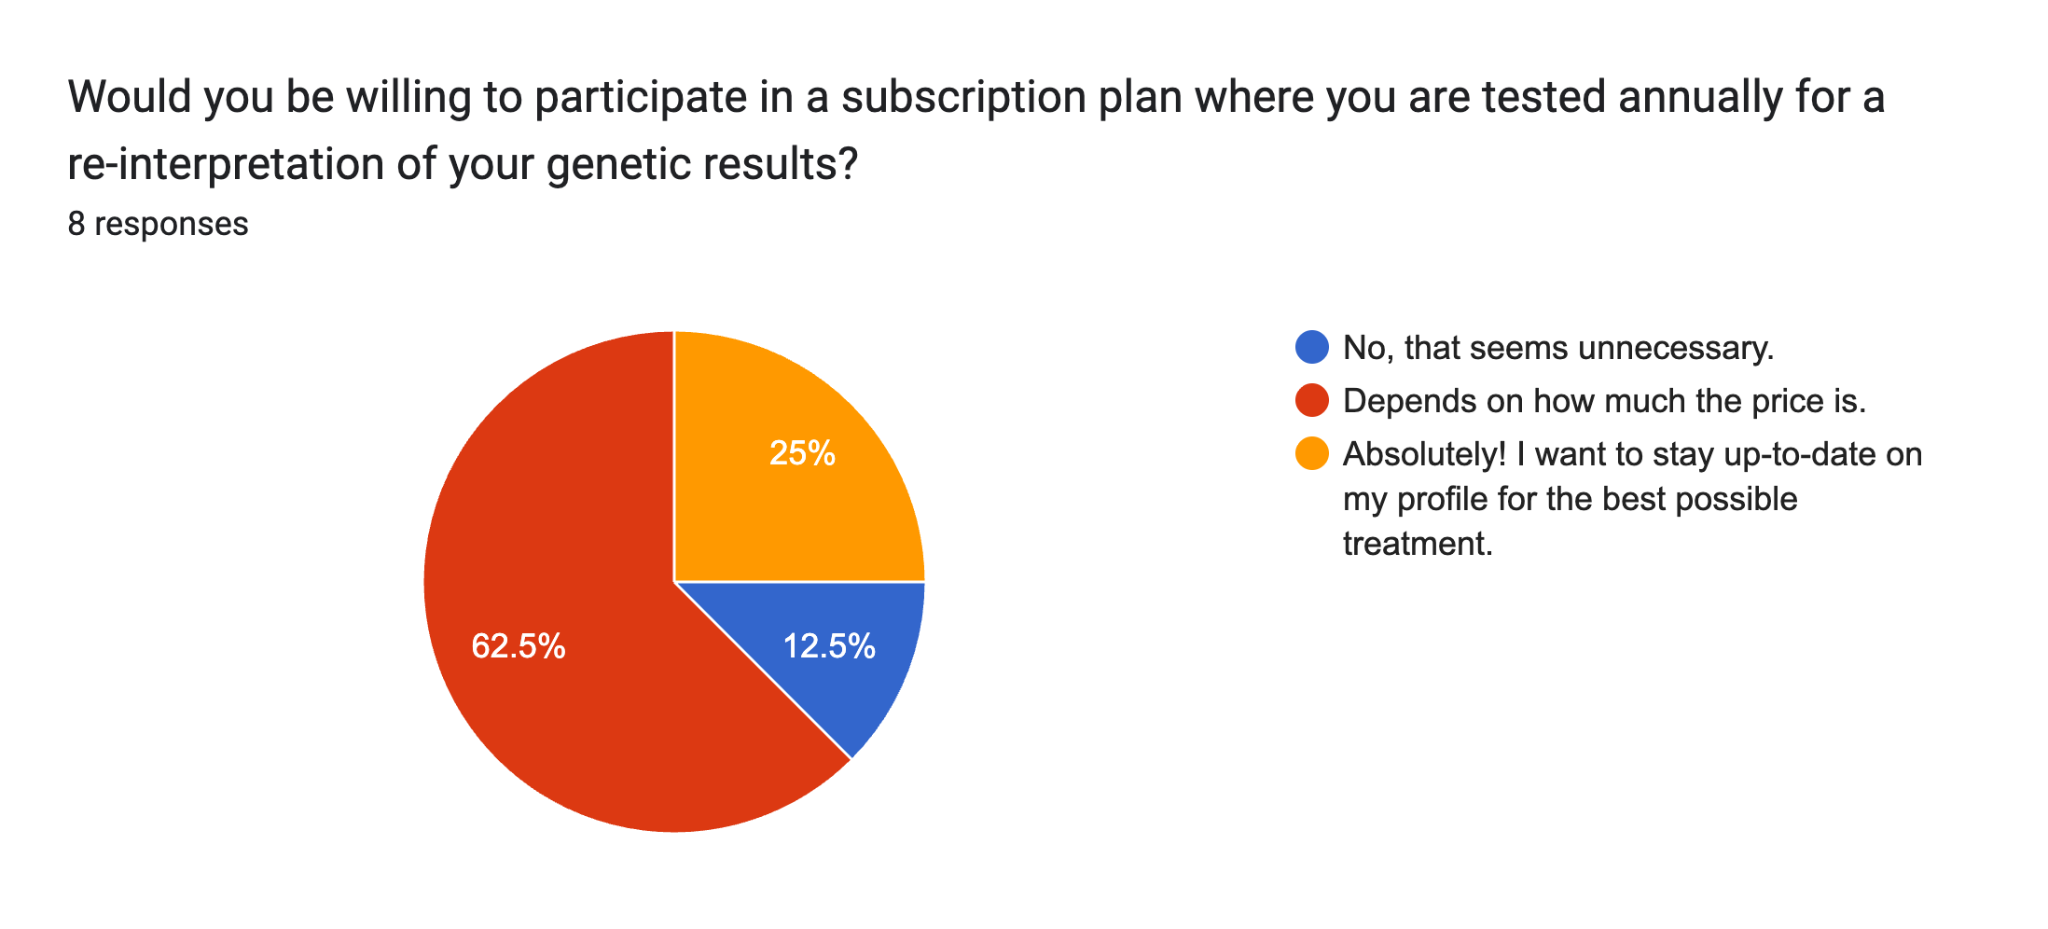 Would you be willing to participate in a subscription plan where you are tested annually for a
re-interpretation of your genetic results?
8 responses
25%
62.5%
12.5%
No, that seems unnecessary.
Depends on how much the price is.
Absolutely! I want to stay up-to-date on
my profile for the best possible
treatment.